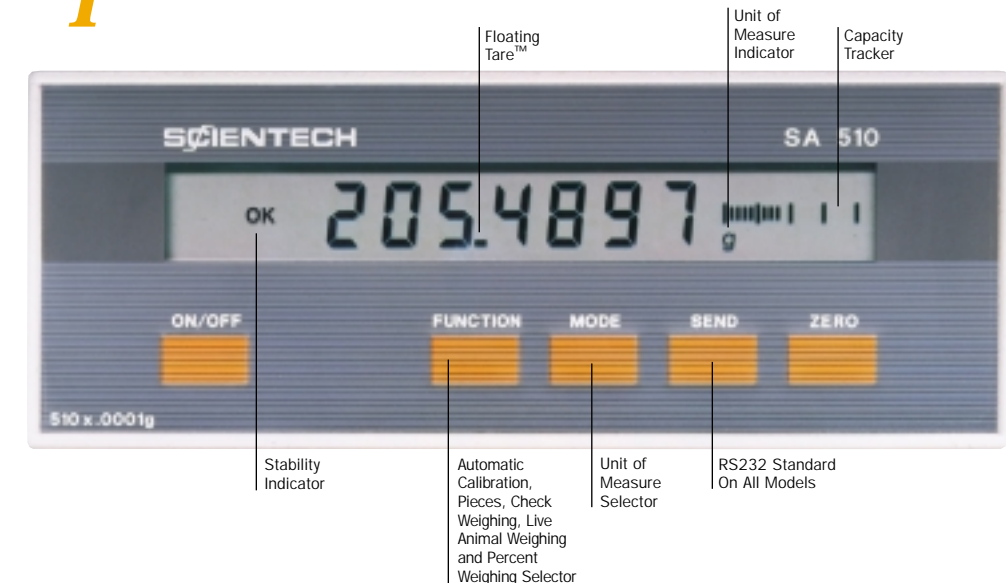 Floating
Tare™
Unit of
Measure
Indicator
Capacity
Tracker
SCIENTECH
SA 510
OK
205.4897
g
ON/OFF
FUNCTION
MODE
SEND
ZERO
510 x .0001g
Stability
Indicator
Automatic
Calibration,
Pieces, Check
Weighing, Live
Animal Weighing
and Percent
Weighing Selector
Unit of
Measure
Selector
RS232 Standard
On All Models